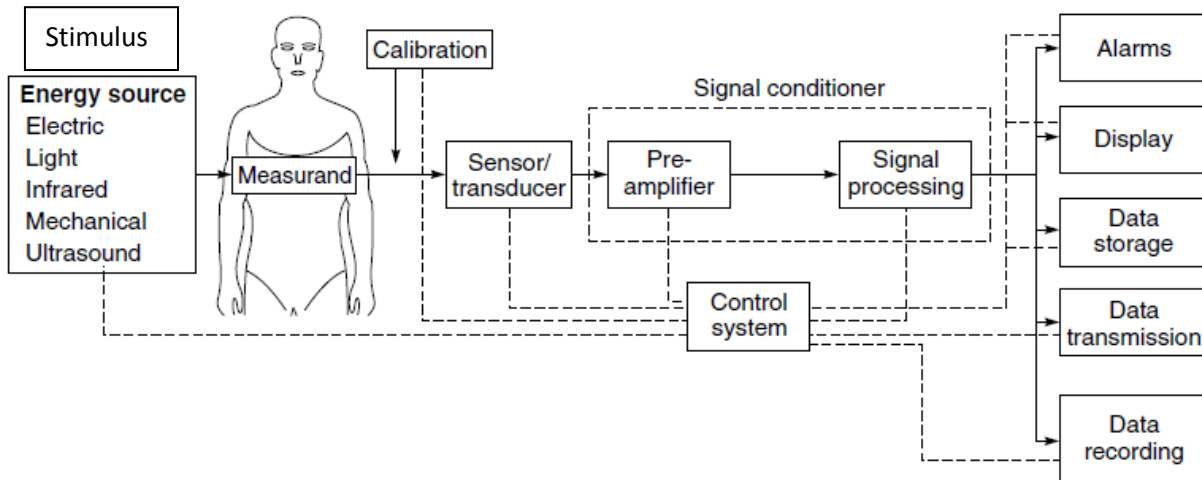 Stimulus
Energy source
Electric
Light
Infrared
Mechanical
Ultrasound
Measurand
Calibration
Sensor/
transducer
Signal conditioner
Pre-
amplifier
Signal
processing
Control
system
Alarms
Display
Data
storage
Data
transmission
Data
recording